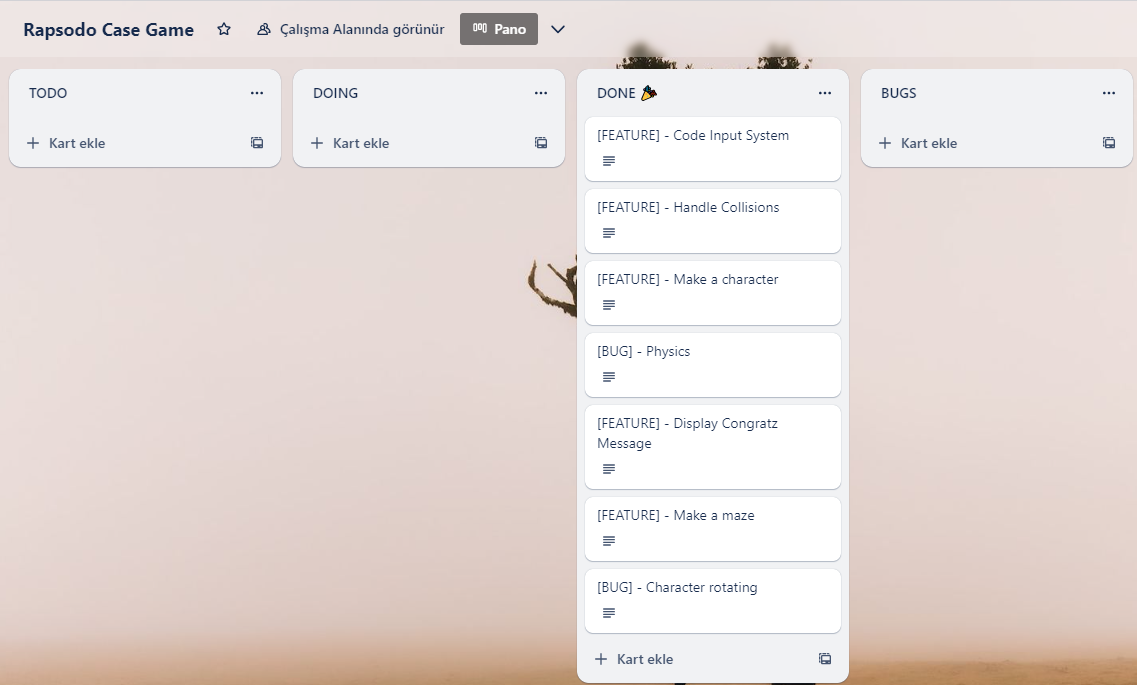 Rapsodo Case Game
Çalışma Alanında görünür
Pano
TODO
Kart ekle
DOING
Kart ekle
DONE 🎉
[FEATURE] - Code Input System
[FEATURE] - Handle Collisions
[FEATURE] - Make a character
[BUG] - Physics
[FEATURE] - Display Congratz
Message
[FEATURE] - Make a maze
[BUG] - Character rotating
Kart ekle
BUGS
Kart ekle